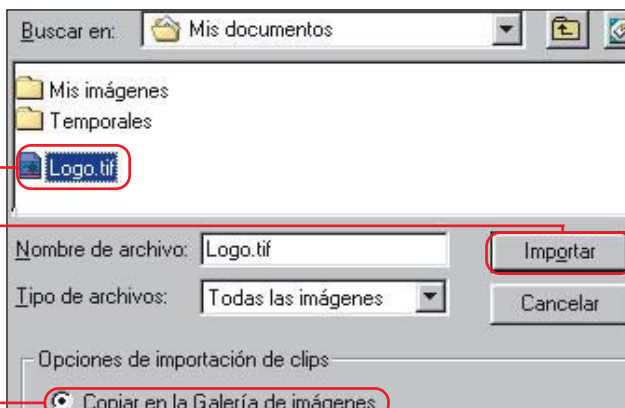 Buscar en: Mis documentos
Mis imágenes
Temporales
Logo.tif
Nombre de archivo: Logo.tif Importar
Tipo de archivos: Todas las imágenes Cancelar
Opciones de importación de clips
Copiar en la Galería de imágenes